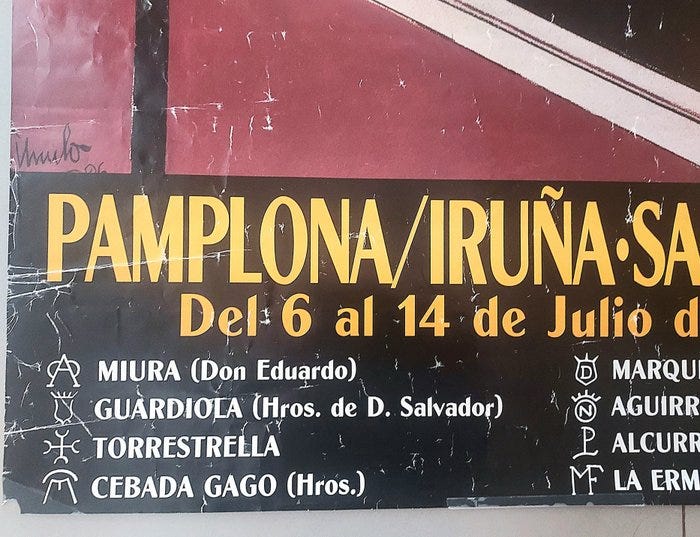 PAMPLONA/IRUÑA·SA
Del 6 al 14 de Julio d
MIURA (Don Eduardo)
GUARDIOLA (Hros. de D. Salvador)
TORRESTRELLA
CEBADA GAGO (Hros.)
D MARQU
N AGUIRR
ALCURR
MF LA ERM